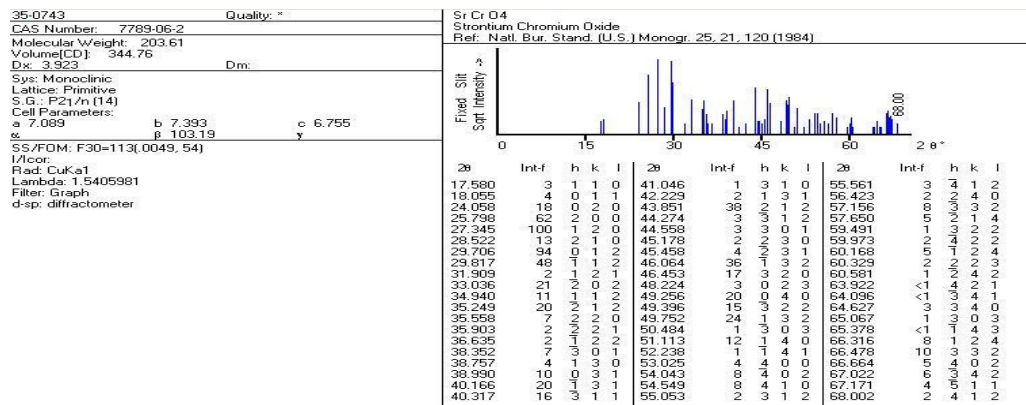 35-0743 Quality: *
CAS Number: 7789-06-2
Molecular Weight: 203.61
Volume[CD]: 344.76
Dx: 3.923 Dm:
Sys: Monoclinic
Lattice: Primitive
S.G.: P21/n (14)
Cell Parameters:
a 7.089 b 7.393 c 6.755
α β 103.19 γ
SS/FOM: F30=113(.0049, 54)
I/Icor:
Rad: CuKa1
Lambda: 1.5405981
Filter: Graph
d-sp: diffractometer
Sr Cr O4
Strontium Chromium Oxide
Ref: Natl. Bur. Stand. (U.S.) Monogr. 25, 21, 120 (1984)
Fixed Slit
Sqrt Intensity ->
68.00
0 15 30 45 60 2 θ°
2θ Int-f h k l 2θ Int-f h k l 2θ Int-f h k l
17.580 3 1 1 0 41.046 1 3 1 0 55.561 3 4 1 2
18.055 4 0 1 1 42.229 2 1 3 1 56.423 2 2 4 0
24.058 18 0 2 0 43.851 38 2 1 2 57.156 8 3 3 2
25.798 62 2 0 0 44.274 3 3 1 2 57.650 5 2 1 4
27.345 100 1 2 0 44.558 3 3 0 1 59.491 1 3 2 2
28.522 13 2 1 0 45.178 2 2 3 0 59.973 2 4 2 2
29.706 94 0 1 2 45.458 4 2 3 1 60.168 5 1 2 4
29.817 48 1 1 2 46.064 36 1 3 2 60.329 2 2 2 3
31.909 2 1 2 1 46.453 17 3 2 0 60.581 1 2 4 2
33.036 21 2 0 2 48.224 3 0 2 3 63.922 <1 4 2 1
34.940 11 1 1 2 49.256 20 0 4 0 64.096 <1 3 4 1
35.249 20 2 1 2 49.396 15 3 2 2 64.627 3 3 4 0
35.558 7 2 2 0 49.752 24 1 3 2 65.067 1 3 0 3
35.903 2 2 2 1 50.484 1 3 0 3 65.378 <1 1 4 3
36.635 2 1 2 2 51.113 12 1 4 0 66.316 8 1 2 4
38.352 7 3 0 1 52.238 1 1 4 1 66.478 10 3 3 2
38.757 4 1 3 0 53.025 4 4 0 0 66.664 5 4 0 2
38.990 10 0 3 1 54.043 8 4 0 2 67.022 6 3 4 2
40.166 20 1 3 1 54.549 8 4 1 0 67.171 4 5 1 1
40.317 16 3 1 1 55.053 2 3 1 2 68.002 2 4 1 2